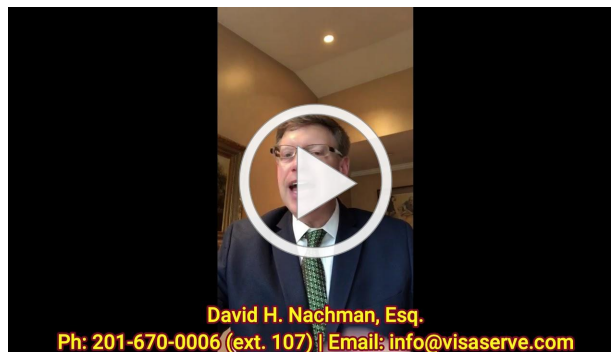 David H. Nachman, Esq.
Ph: 201-670-0006 (ext. 107) | Email: info@visaserve.com